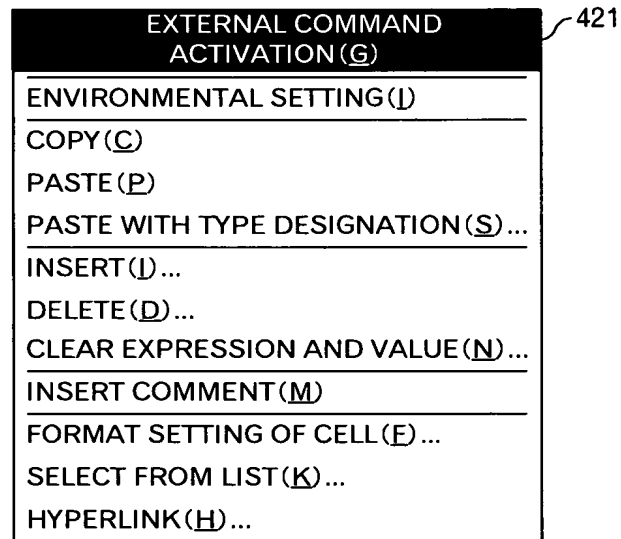 EXTERNAL COMMAND
ACTIVATION(G)
421
ENVIRONMENTAL SETTING(I)
COPY(C)
PASTE(P)
PASTE WITH TYPE DESIGNATION(S)...
INSERT(I)...
DELETE(D)...
CLEAR EXPRESSION AND VALUE(N)...
INSERT COMMENT(M)
FORMAT SETTING OF CELL(F)...
SELECT FROM LIST(K)...
HYPERLINK(H)...